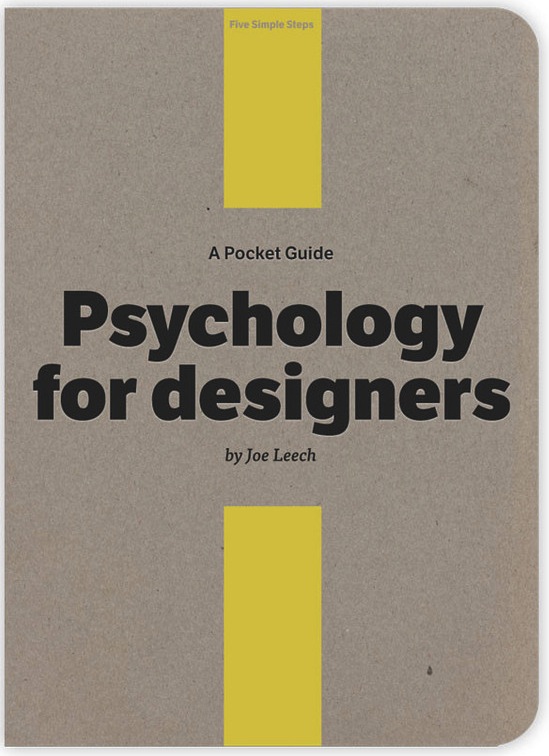 Five Simple Steps
A Pocket Guide
Psychology
for designers
by Joe Leech